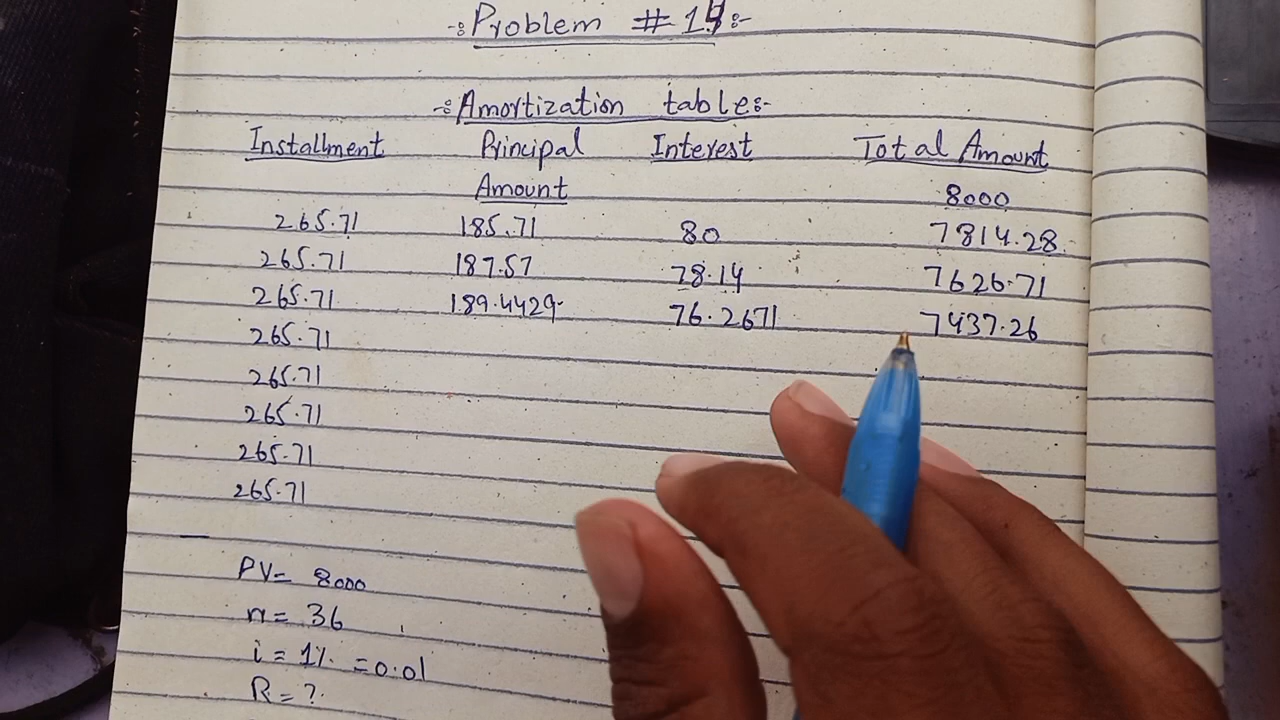 -:Problem # 14:-
-:Amortization table:-
Installment Principal Interest Total Amount
Amount 8000
265.71 185.71 80 7814.28
265.71 187.57 78.14 7626.71
265.71 189.4429 76.2671 7437.26
265.71
265.71
265.71
265.71
265.71
PV= 8000
n= 36
i = 1% = 0.01
R = ?